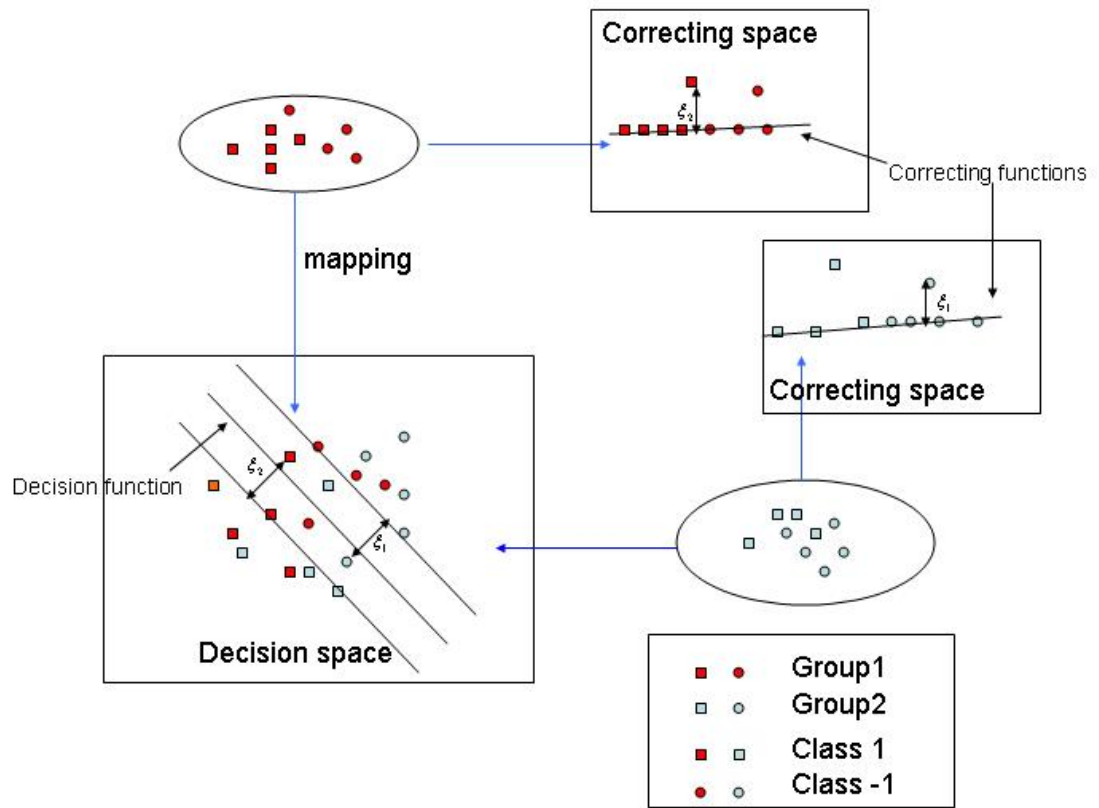 Correcting space
ξ₂
Correcting functions
mapping
ξ₁
Correcting space
Decision function
ξ₂
ξ₁
Decision space
Group1
Group2
Class 1
Class -1